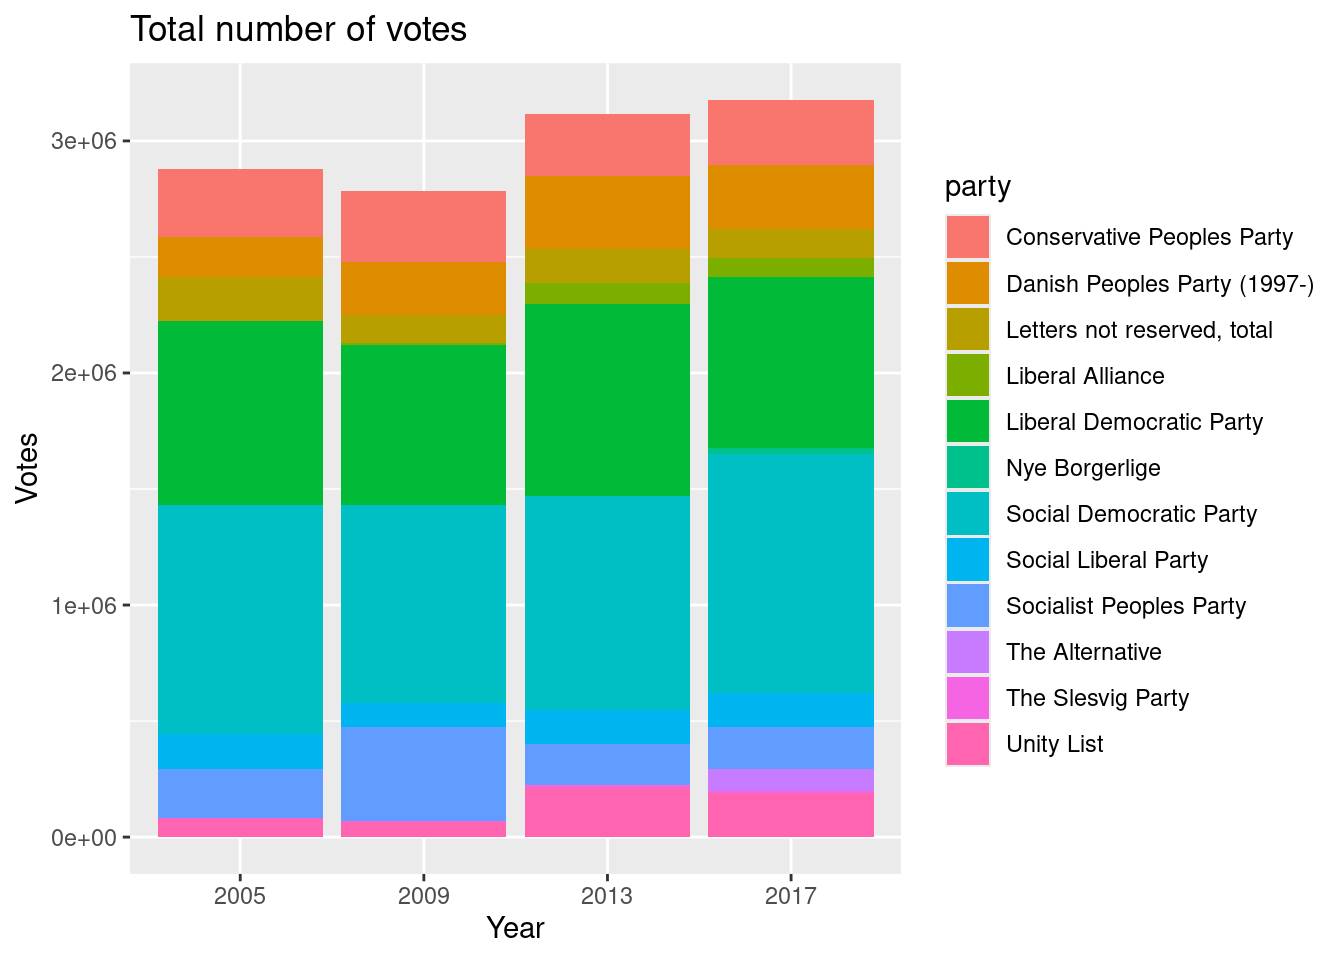 Total number of votes
3e+06
2e+06
1e+06
0e+00
Votes
2005 2009 2013 2017
Year
party
Conservative Peoples Party
Danish Peoples Party (1997-)
Letters not reserved, total
Liberal Alliance
Liberal Democratic Party
Nye Borgerlige
Social Democratic Party
Social Liberal Party
Socialist Peoples Party
The Alternative
The Slesvig Party
Unity List